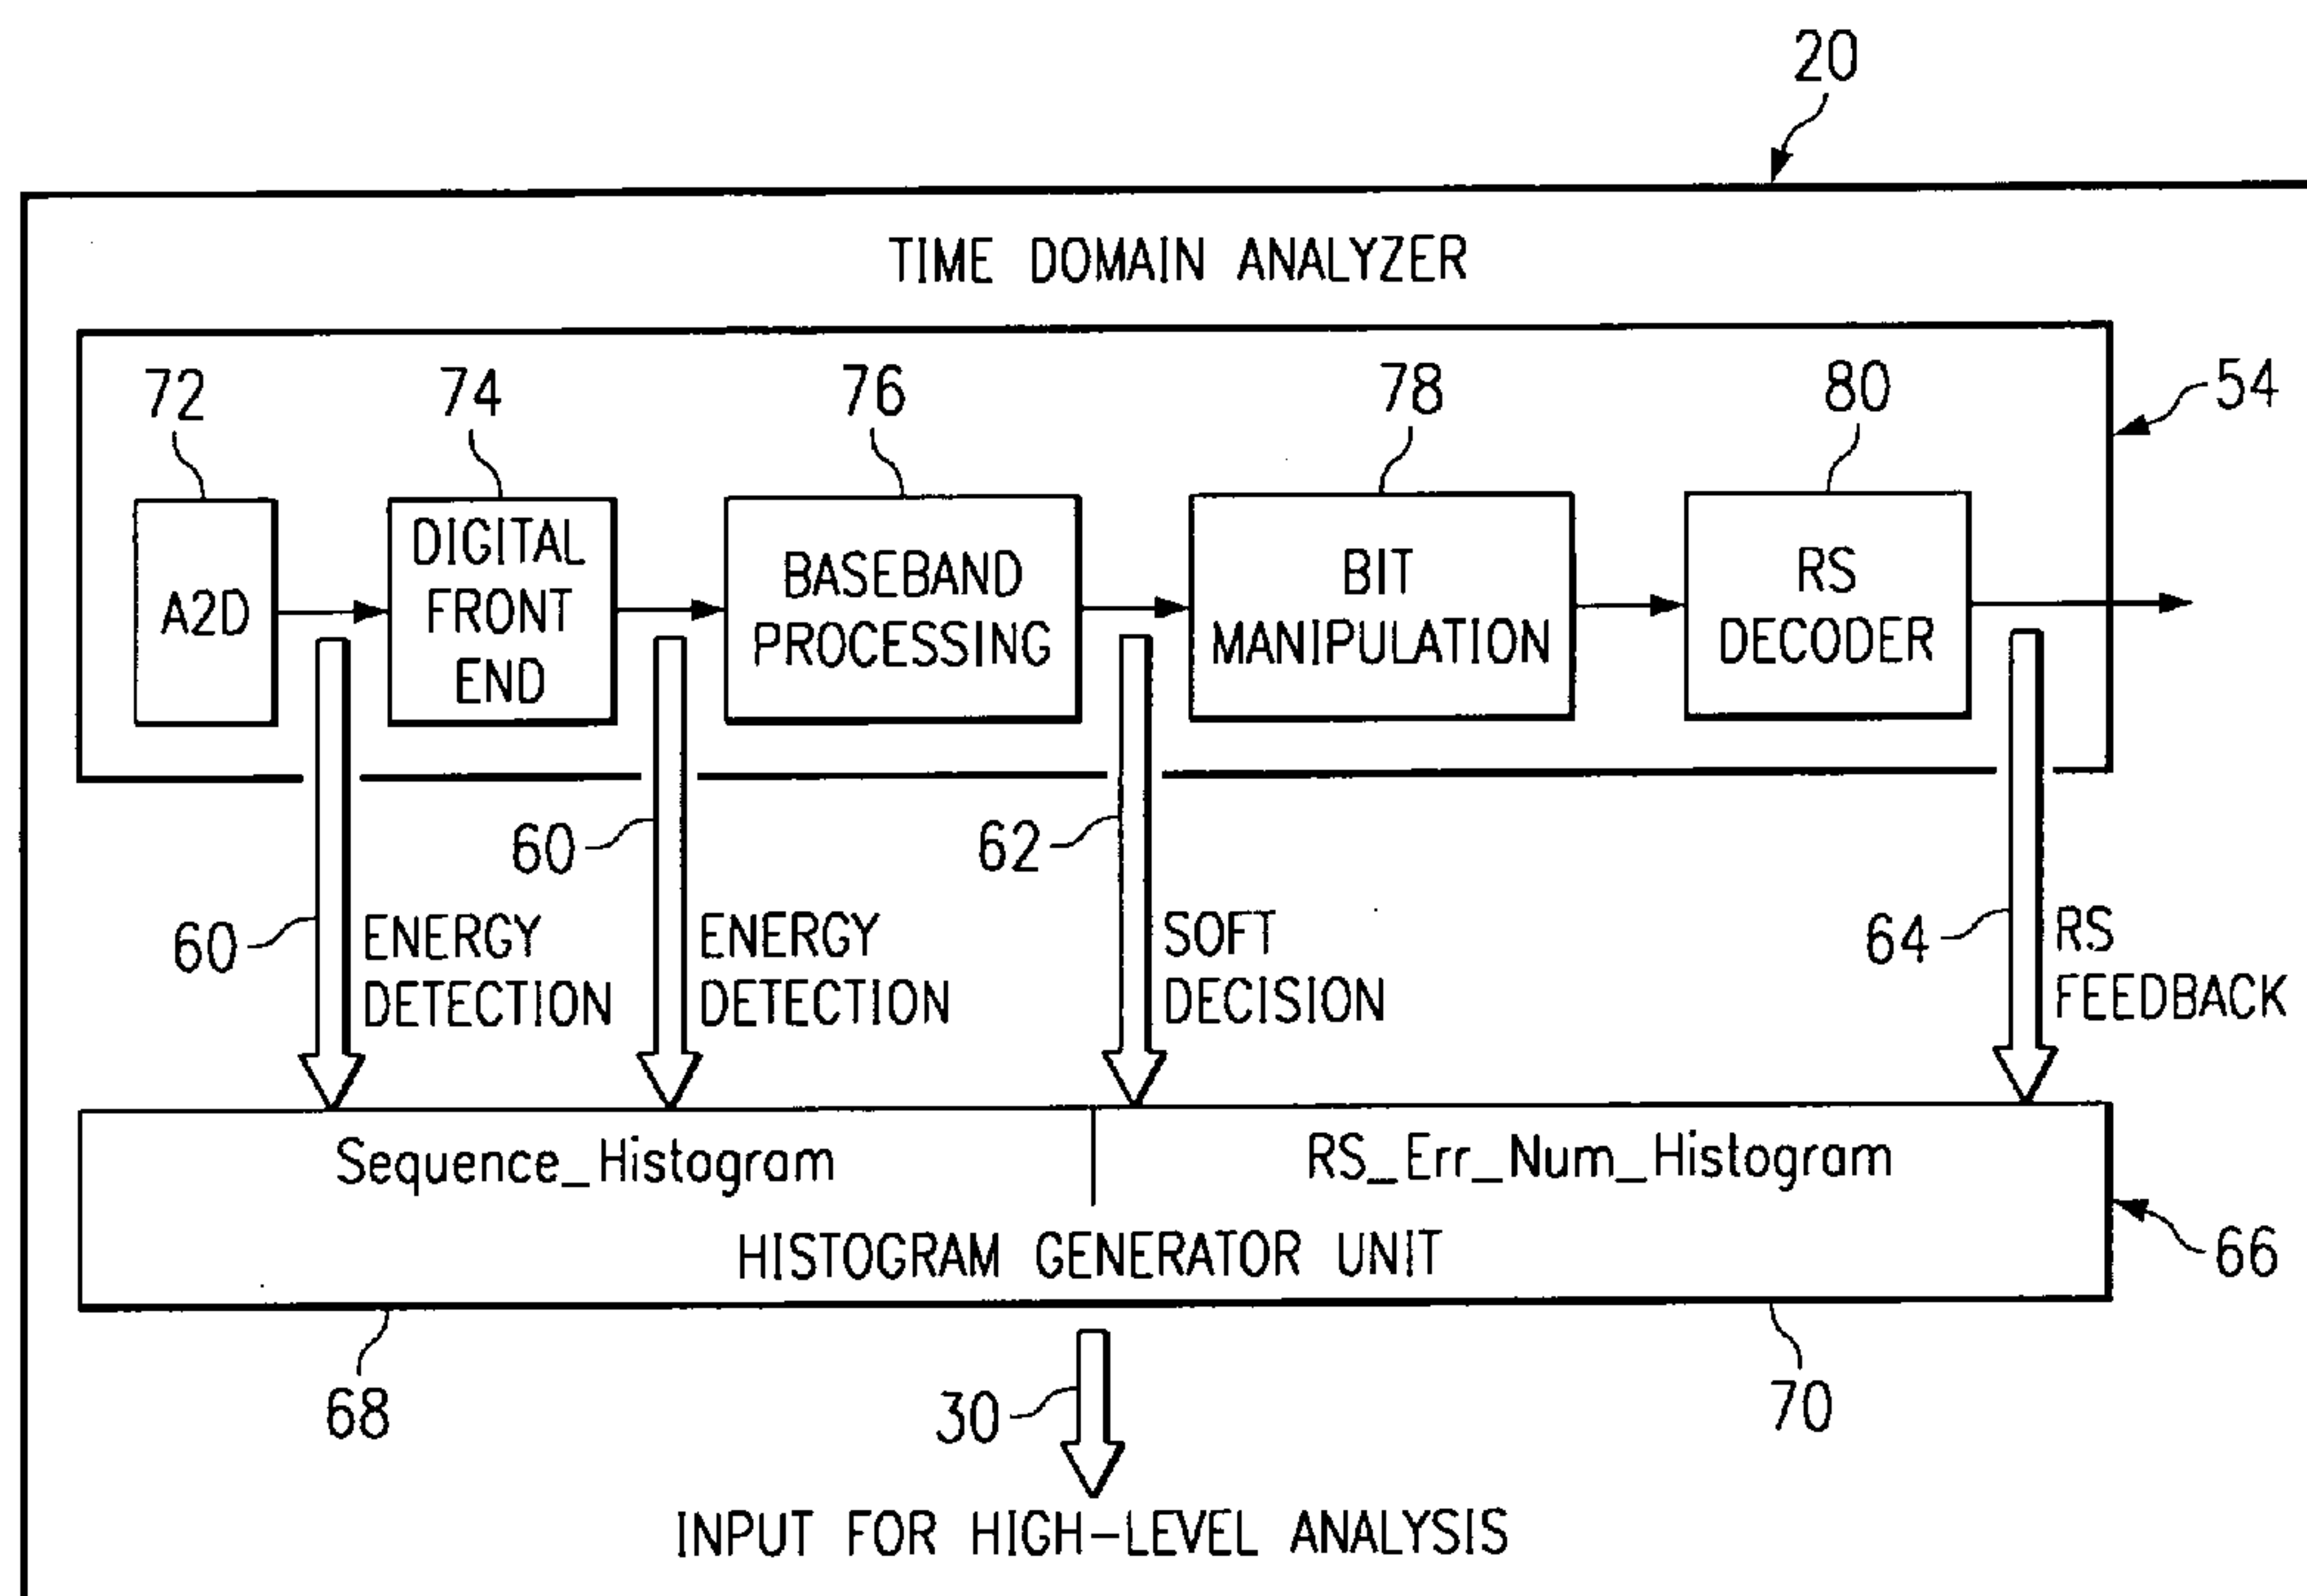 20
TIME DOMAIN ANALYZER
72
74
76
78
80
54
A2D
DIGITAL
FRONT
END
BASEBAND
PROCESSING
BIT
MANIPULATION
RS
DECODER
60
60
62
64
ENERGY
DETECTION
ENERGY
DETECTION
SOFT
DECISION
RS
FEEDBACK
Sequence_Histogram
RS_Err_Num_Histogram
HISTOGRAM GENERATOR UNIT
66
68
30
70
INPUT FOR HIGH-LEVEL ANALYSIS